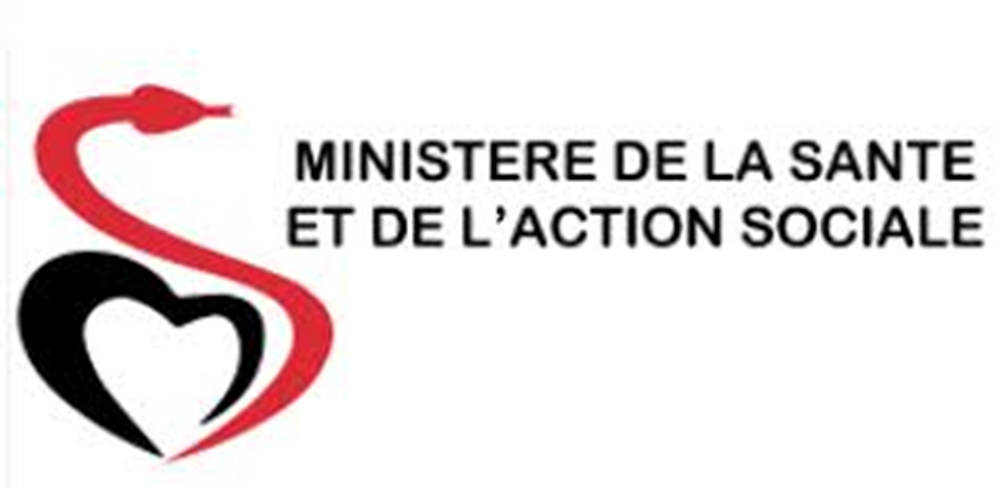 MINISTERE DE LA SANTE
ET DE L’ACTION SOCIALE